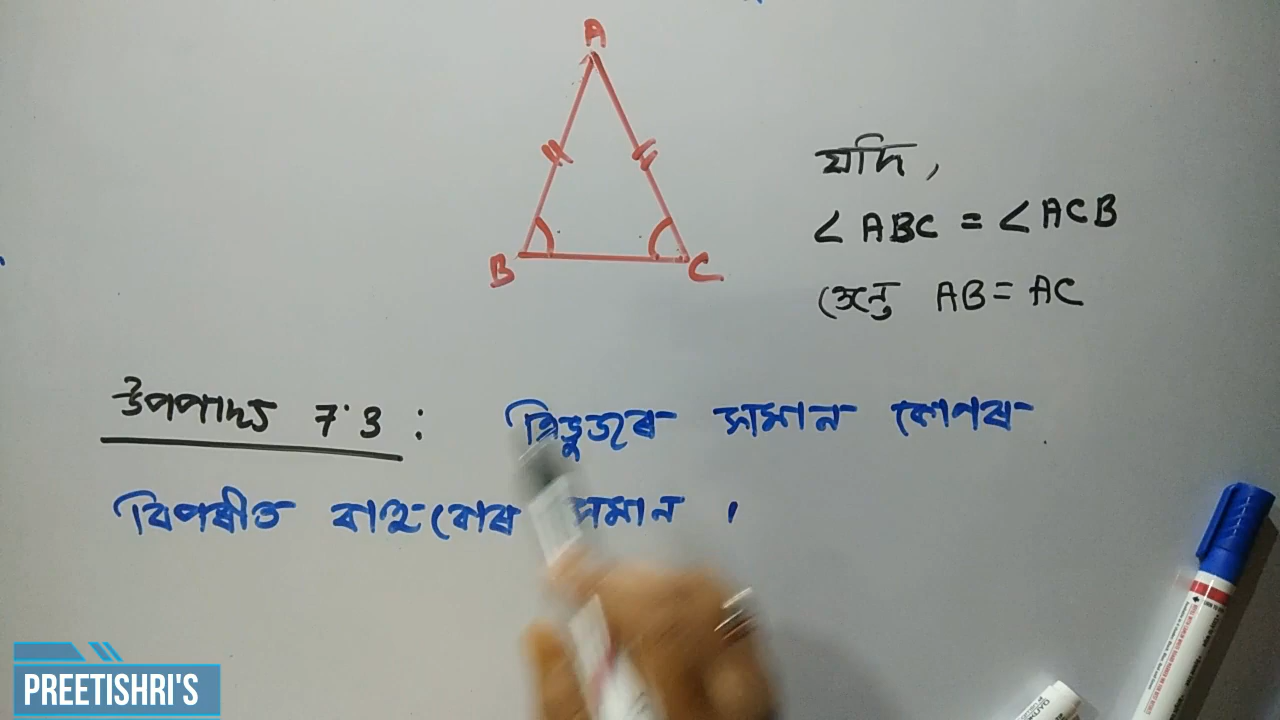 A
B
C
যদি,
∠ABC = ∠ACB
তেন্তে AB = AC
উপপাদ্য 7.3 : ত্ৰিভুজৰ সমান কোণৰ
বিপৰীত বাহুবোৰ সমান ।
PREETISHRI'S